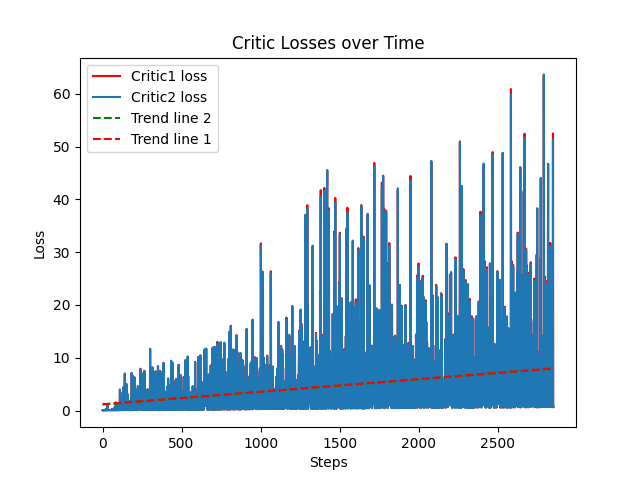 Critic Losses over Time
Critic1 loss
Critic2 loss
Trend line 2
Trend line 1
Loss
60
50
40
30
20
10
0
0 500 1000 1500 2000 2500
Steps